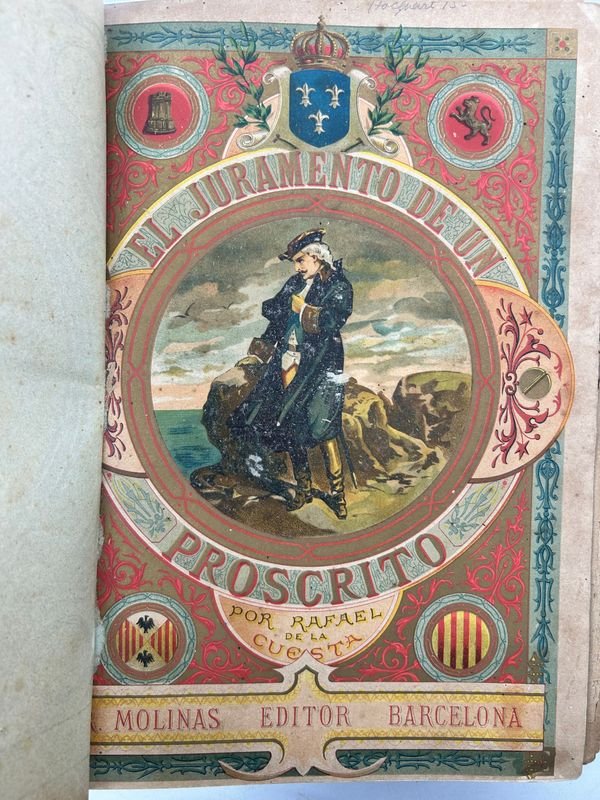 EL JURAMENTO DE UN
PROSCRITO
POR RAFAEL
DE LA
CUESTA
MOLINAS EDITOR BARCELONA